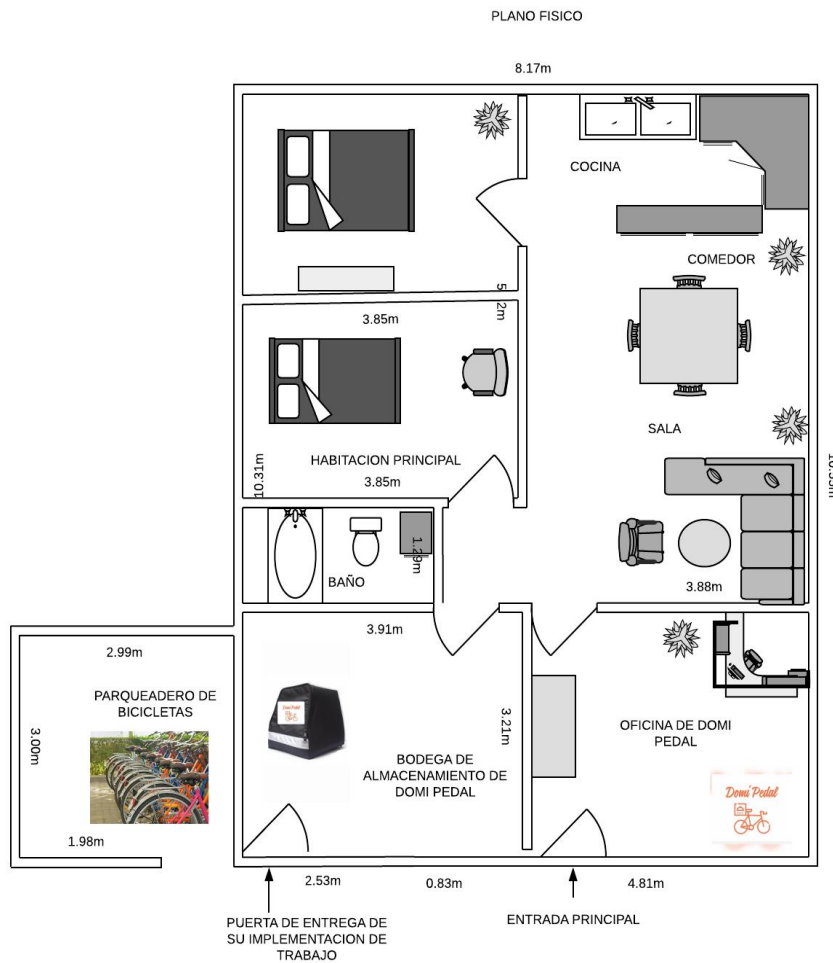 PLANO FISICO
8.17m
COCINA
COMEDOR
3.85m
SALA
HABITACION PRINCIPAL
3.85m
10.31m
1.29m
BAÑO
3.88m
3.91m
2.99m
PARQUEADERO DE
BICICLETAS
3.00m
1.98m
Domi Pedal
3.21m
BODEGA DE
ALMACENAMIENTO DE
DOMI PEDAL
OFICINA DE DOMI
PEDAL
Domi Pedal
2.53m
0.83m
4.81m
PUERTA DE ENTREGA DE
SU IMPLEMENTACION DE
TRABAJO
ENTRADA PRINCIPAL